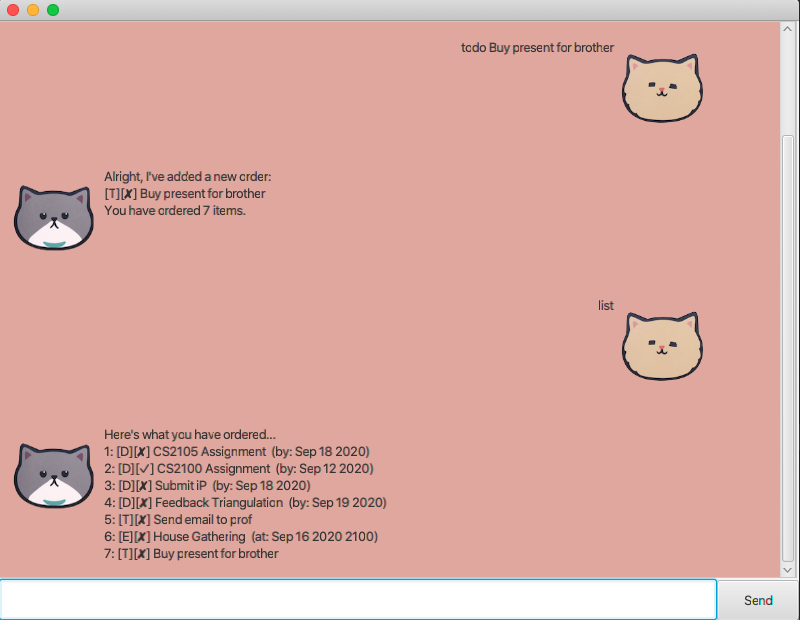 todo Buy present for brother
Alright, I've added a new order:
[T][✘] Buy present for brother
You have ordered 7 items.
list
Here's what you have ordered...
1: [D][✘] CS2105 Assignment (by: Sep 18 2020)
2: [D][✓] CS2100 Assignment (by: Sep 12 2020)
3: [D][✘] Submit iP (by: Sep 18 2020)
4: [D][✘] Feedback Triangulation (by: Sep 19 2020)
5: [T][✘] Send email to prof
6: [E][✘] House Gathering (at: Sep 16 2020 2100)
7: [T][✘] Buy present for brother
Send